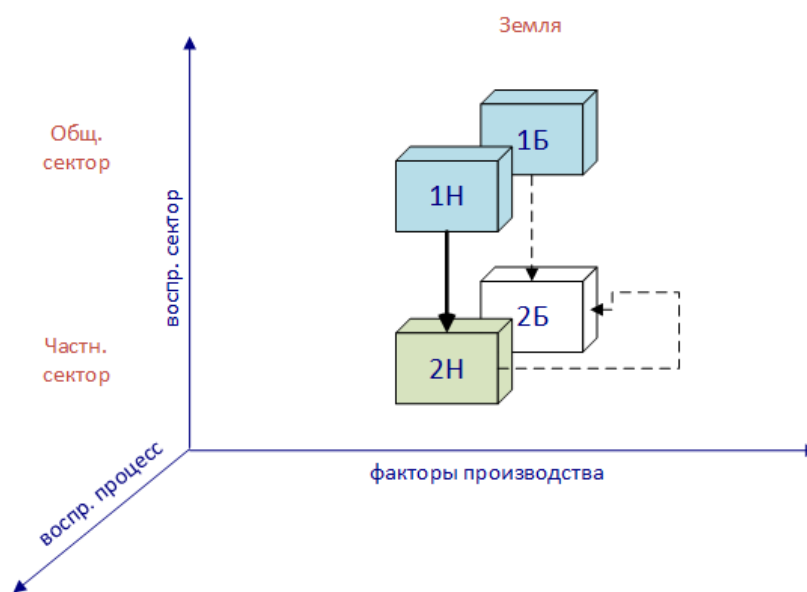 Земля
Общ.
сектор
1Б
1Н
воспр. сектор
2Б
Частн.
сектор
2Н
воспр. процесс
факторы производства